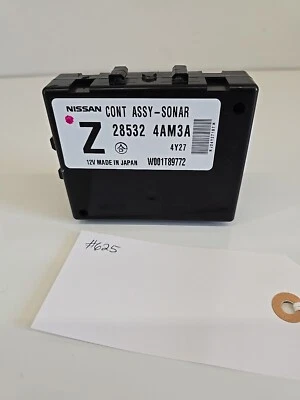 NISSAN CONT ASSY-SONAR
Z 28532 4AM3A
4Y27
12V MADE IN JAPAN W001T89772
#625